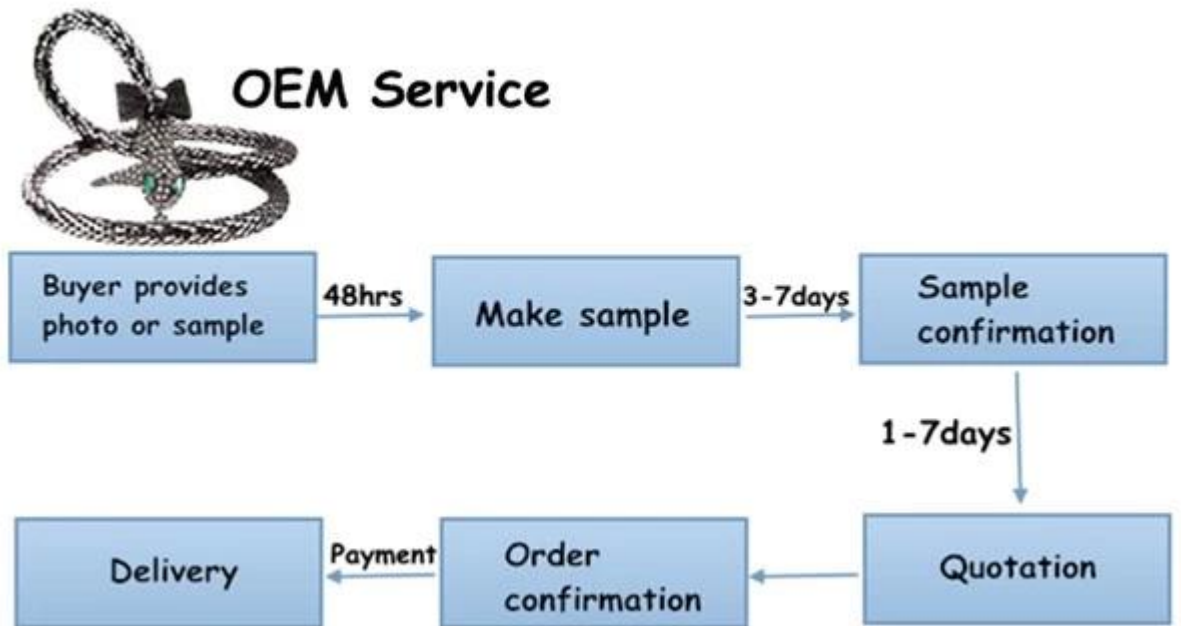 OEM Service
Buyer provides
photo or sample
48hrs
Make sample
3-7days
Sample
confirmation
1-7days
Quotation
Order
confirmation
Payment
Delivery